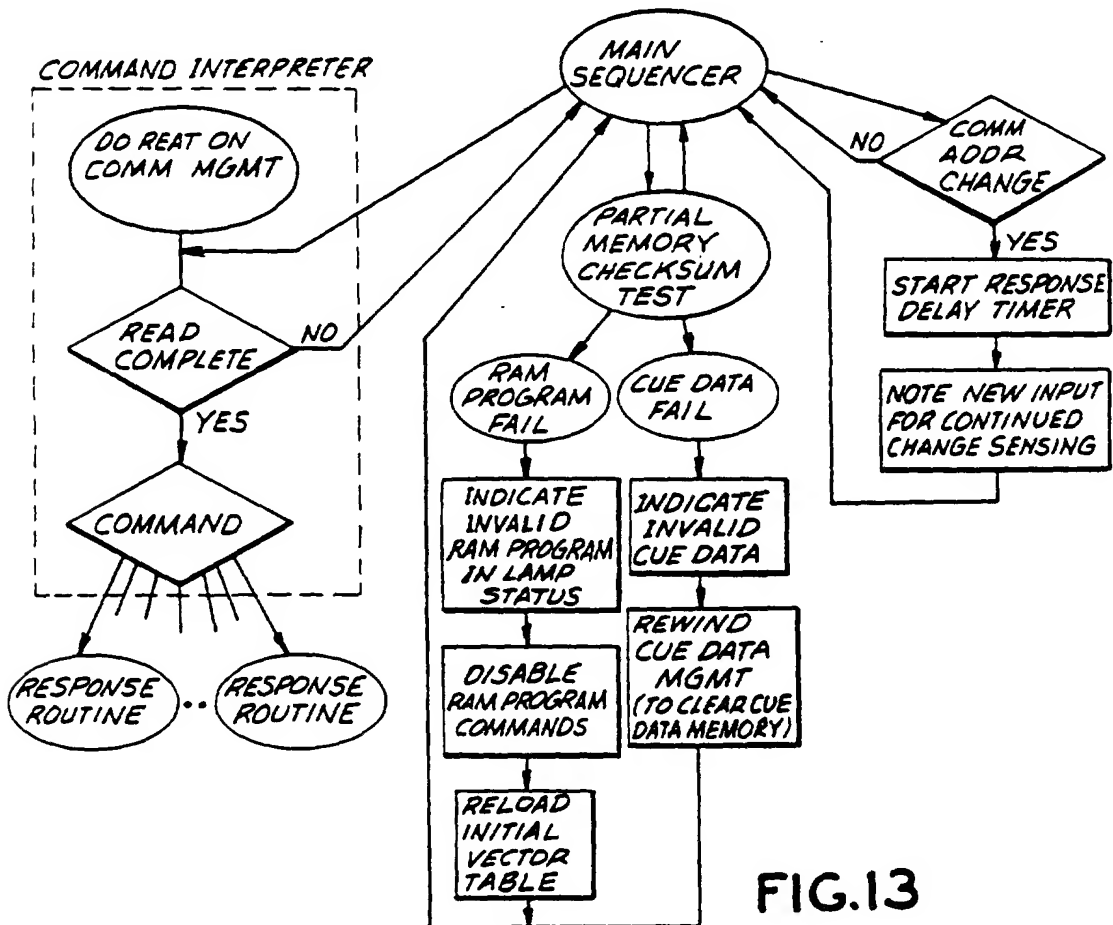 COMMAND INTERPRETER
DO REAT ON
COMM MGMT
READ
COMPLETE
NO
YES
COMMAND
RESPONSE
ROUTINE
..
RESPONSE
ROUTINE
MAIN
SEQUENCER
PARTIAL
MEMORY
CHECKSUM
TEST
RAM
PROGRAM
FAIL
INDICATE
INVALID
RAM PROGRAM
IN LAMP
STATUS
DISABLE
RAM PROGRAM
COMMANDS
RELOAD
INITIAL
VECTOR
TABLE
CUE DATA
FAIL
INDICATE
INVALID
CUE DATA
REWIND
CUE DATA
MGMT
(TO CLEAR CUE
DATA MEMORY)
NO
COMM
ADDR
CHANGE
YES
START RESPONSE
DELAY TIMER
NOTE NEW INPUT
FOR CONTINUED
CHANGE SENSING
FIG.13